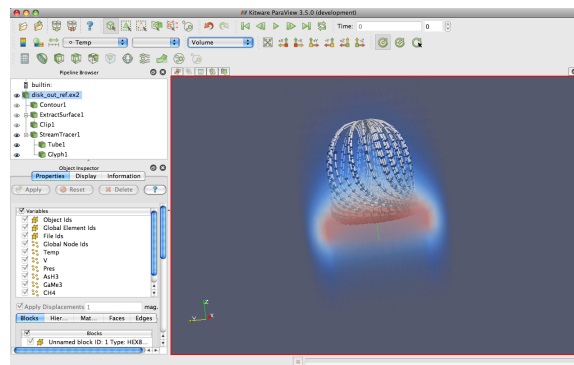 Kitware ParaView 3.5.0 (development)
Time: 0 0
Temp Volume
Pipeline Browser
builtin:
disk_out_ref.ex2
Contour1
ExtractSurface1
Clip1
StreamTracer1
Tube1
Glyph1
Object Inspector
Properties Display Information
Apply Reset Delete ?
Variables
Object Ids
Global Element Ids
File Ids
Global Node Ids
Temp
V
Pres
AsH3
GaMe3
CH4
Apply Displacements 1 mag.
Blocks Hier... Mat... Faces Edges
Blocks
Unnamed block ID: 1 Type: HEX8...
Z
Y X